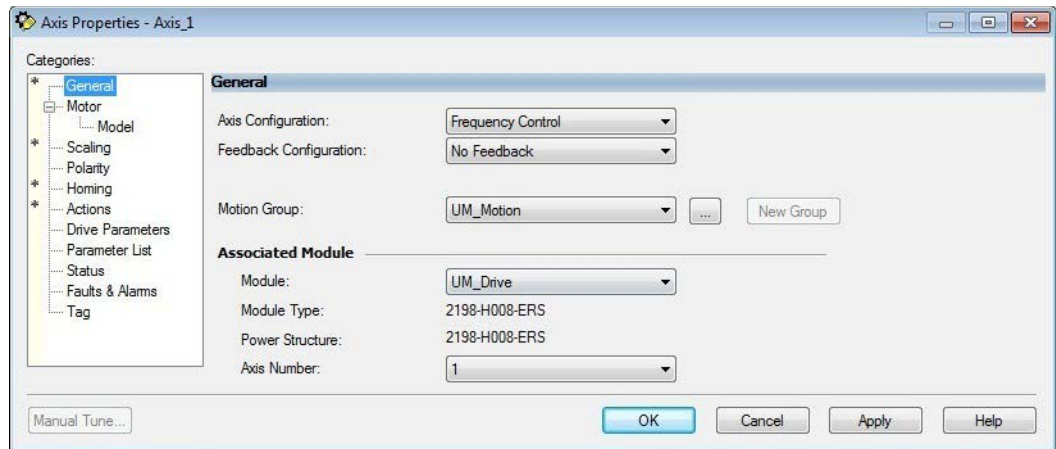 Axis Properties - Axis_1
Categories:
* General
Motor
Model
* Scaling
Polarity
* Homing
* Actions
Drive Parameters
Parameter List
Status
Faults & Alarms
Tag
General
Axis Configuration: Frequency Control
Feedback Configuration: No Feedback
Motion Group: UM_Motion ... New Group
Associated Module
Module: UM_Drive
Module Type: 2198-H008-ERS
Power Structure: 2198-H008-ERS
Axis Number: 1
Manual Tune... OK Cancel Apply Help